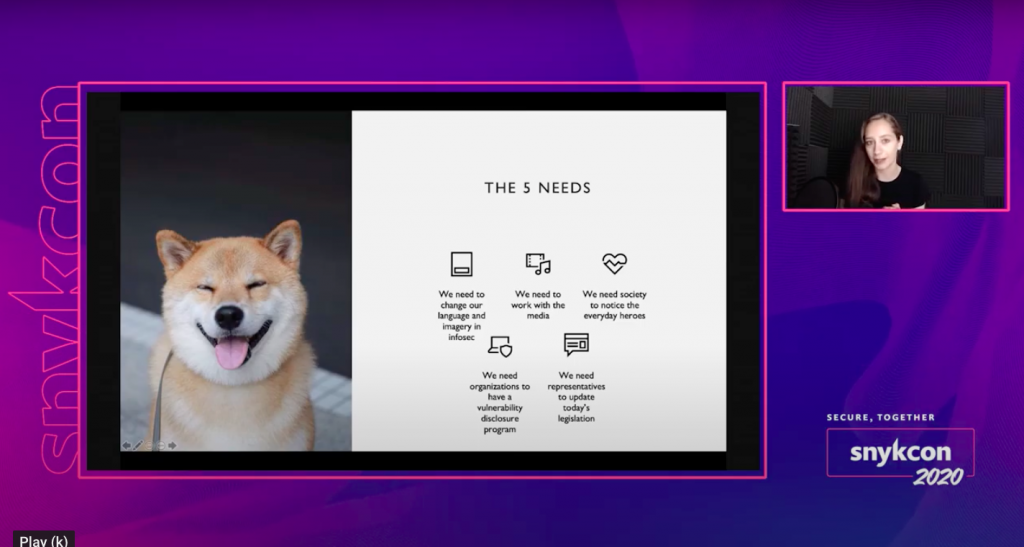 snykcon
THE 5 NEEDS
We need to
change our
language and
imagery in
infosec
We need to
work with the
media
We need society
to notice the
everyday heroes
We need
organizations to
have a
vulnerability
disclosure
program
We need
representatives
to update
today's
legislation
SECURE, TOGETHER
snykcon
2020
Play (k)